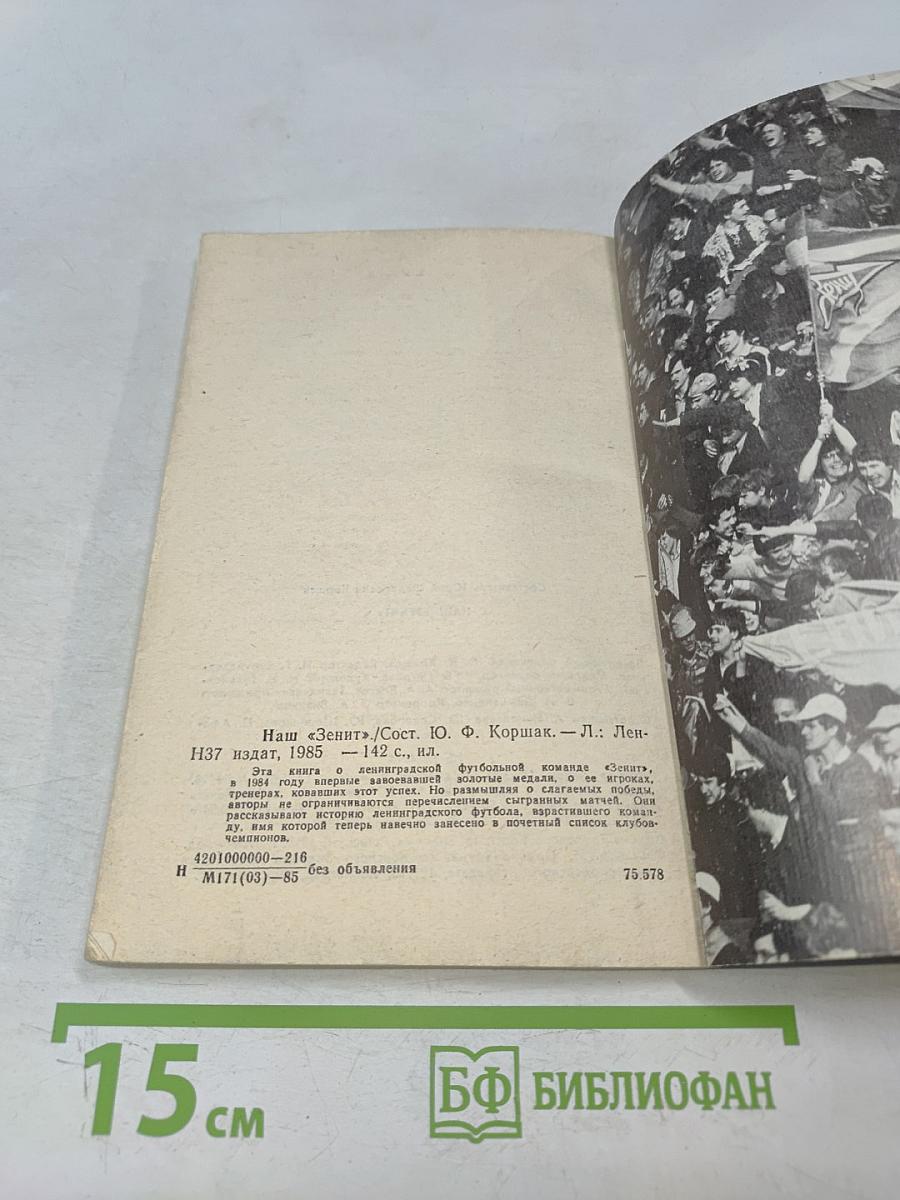 Зенит
Наш «Зенит»./Сост. Ю. Ф. Коршак. — Л.: Лен-
Н37 издат, 1985 — 142 с., ил.
Эта книга о ленинградской футбольной команде «Зенит»,
в 1984 году впервые завоевавшей золотые медали, о ее игроках,
тренерах, ковавших этот успех. Но размышляя о слагаемых победы,
авторы не ограничиваются перечислением сыгранных матчей. Они
рассказывают историю ленинградского футбола, взрастившего коман-
ду, имя которой теперь навечно занесено в почетный список клубов-
чемпионов.
4201000000—216
Н М171(03)—85 без объявления 75.578
15 см
БФ БИБЛИОФАН